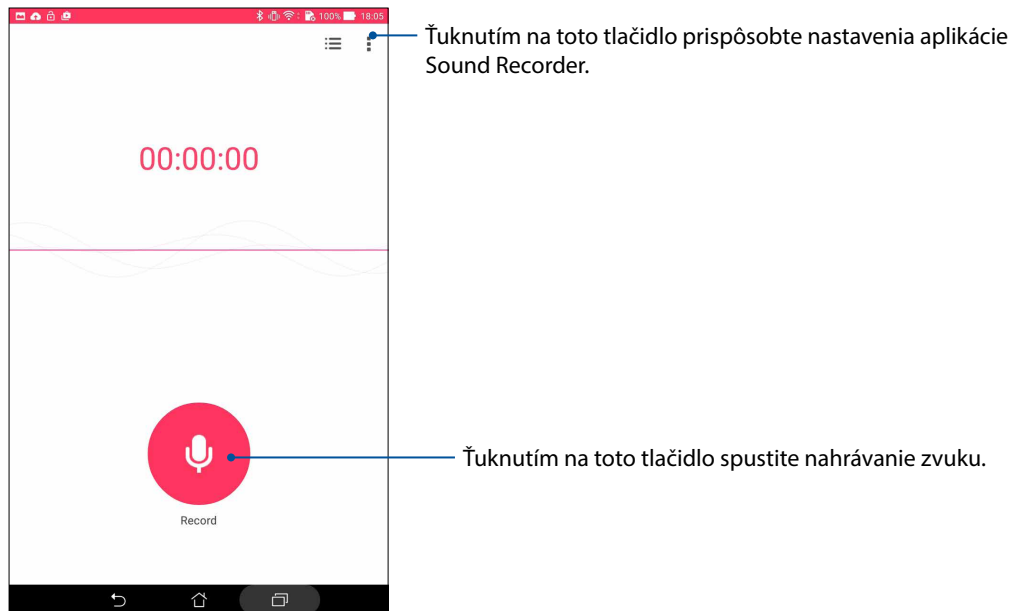 100% 18:05
Ťuknutím na toto tlačidlo prispôsobte nastavenia aplikácie
Sound Recorder.
00:00:00
Ťuknutím na toto tlačidlo spustite nahrávanie zvuku.
Record